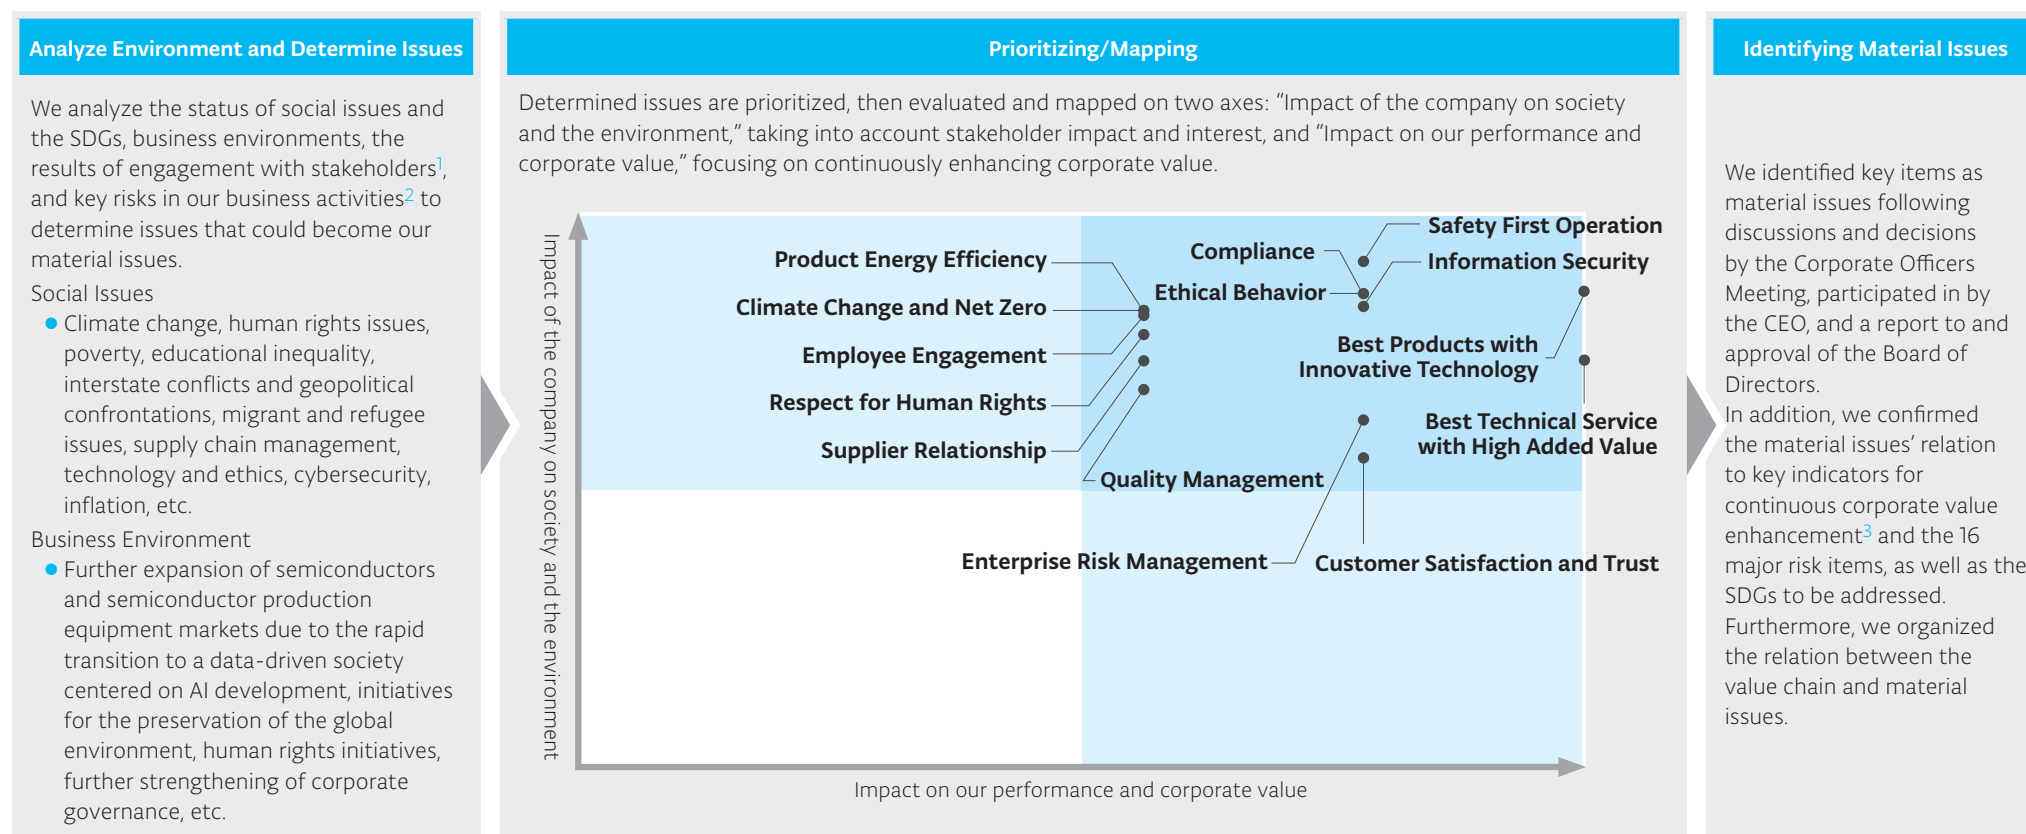 Analyze Environment and Determine Issues
We analyze the status of social issues and
the SDGs, business environments, the
results of engagement with stakeholders1,
and key risks in our business activities2 to
determine issues that could become our
material issues.
Social Issues
● Climate change, human rights issues,
poverty, educational inequality,
interstate conflicts and geopolitical
confrontations, migrant and refugee
issues, supply chain management,
technology and ethics, cybersecurity,
inflation, etc.
Business Environment
● Further expansion of semiconductors
and semiconductor production
equipment markets due to the rapid
transition to a data-driven society
centered on AI development, initiatives
for the preservation of the global
environment, human rights initiatives,
further strengthening of corporate
governance, etc.
Prioritizing/Mapping
Determined issues are prioritized, then evaluated and mapped on two axes: “Impact of the company on society
and the environment,” taking into account stakeholder impact and interest, and “Impact on our performance and
corporate value,” focusing on continuously enhancing corporate value.
Impact of the company on society and the environment
Product Energy Efficiency
Climate Change and Net Zero
Employee Engagement
Respect for Human Rights
Supplier Relationship
Quality Management
Compliance
Ethical Behavior
Safety First Operation
Information Security
Best Products with
Innovative Technology
Best Technical Service
with High Added Value
Enterprise Risk Management
Customer Satisfaction and Trust
Impact on our performance and corporate value
Identifying Material Issues
We identified key items as
material issues following
discussions and decisions
by the Corporate Officers
Meeting, participated in by
the CEO, and a report to and
approval of the Board of
Directors.
In addition, we confirmed
the material issues’ relation
to key indicators for
continuous corporate value
enhancement3 and the 16
major risk items, as well as the
SDGs to be addressed.
Furthermore, we organized
the relation between the
value chain and material
issues.